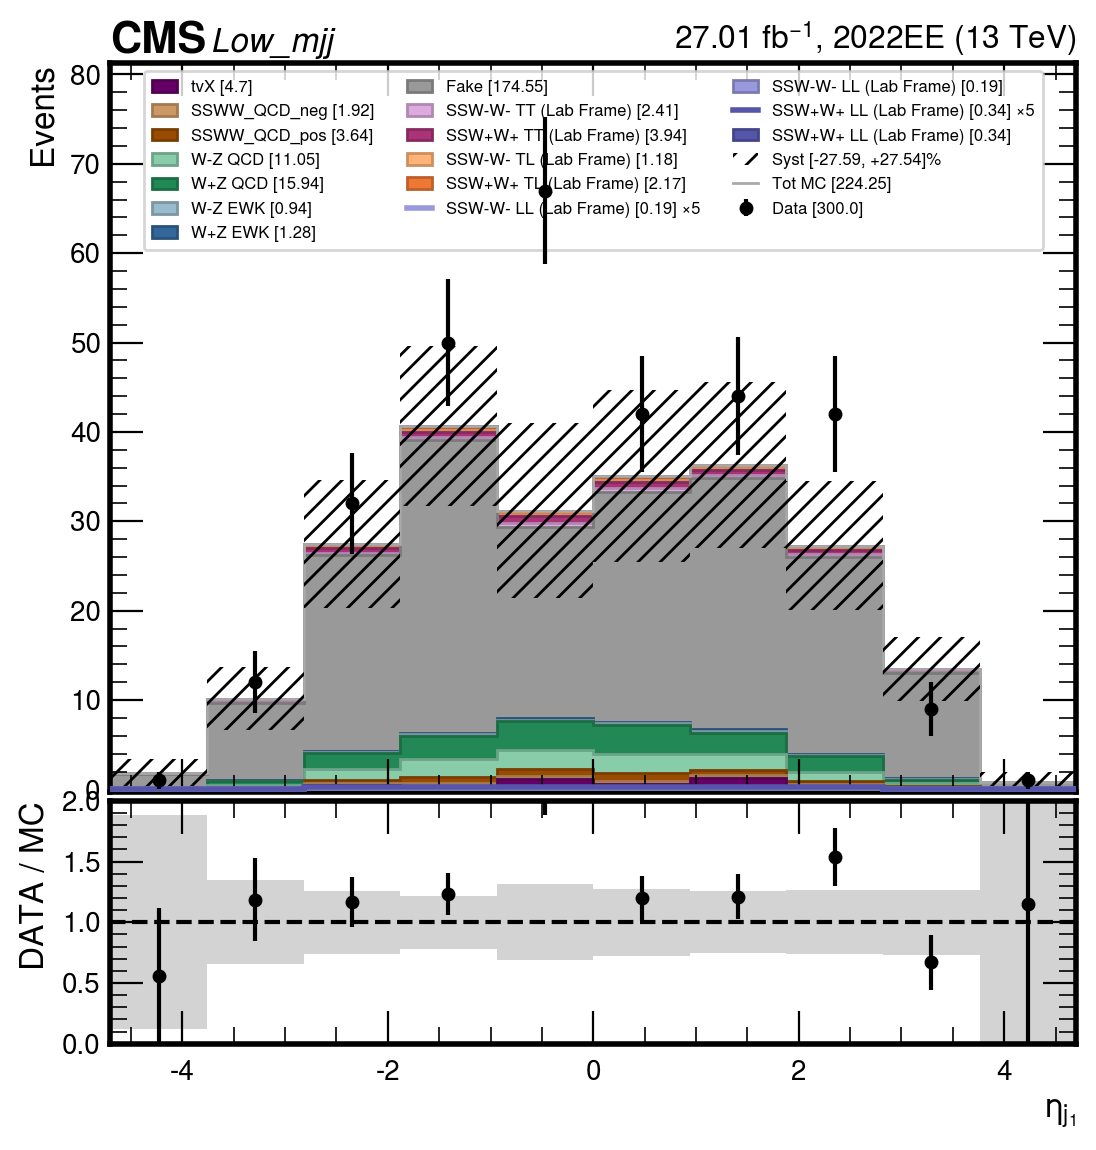 CMS Low_mjj
27.01 fb−1, 2022EE (13 TeV)
Events
80
70
60
50
40
30
20
10
0
tvX [4.7]
SSWW_QCD_neg [1.92]
SSWW_QCD_pos [3.64]
W-Z QCD [11.05]
W+Z QCD [15.94]
W-Z EWK [0.94]
W+Z EWK [1.28]
Fake [174.55]
SSW-W- TT (Lab Frame) [2.41]
SSW+W+ TT (Lab Frame) [3.94]
SSW-W- TL (Lab Frame) [1.18]
SSW+W+ TL (Lab Frame) [2.17]
SSW-W- LL (Lab Frame) [0.19] ×5
SSW-W- LL (Lab Frame) [0.19]
SSW+W+ LL (Lab Frame) [0.34] ×5
SSW+W+ LL (Lab Frame) [0.34]
Syst [-27.59, +27.54]%
Tot MC [224.25]
Data [300.0]
DATA / MC
2.0
1.5
1.0
0.5
0.0
-4 -2 0 2 4
ηj1